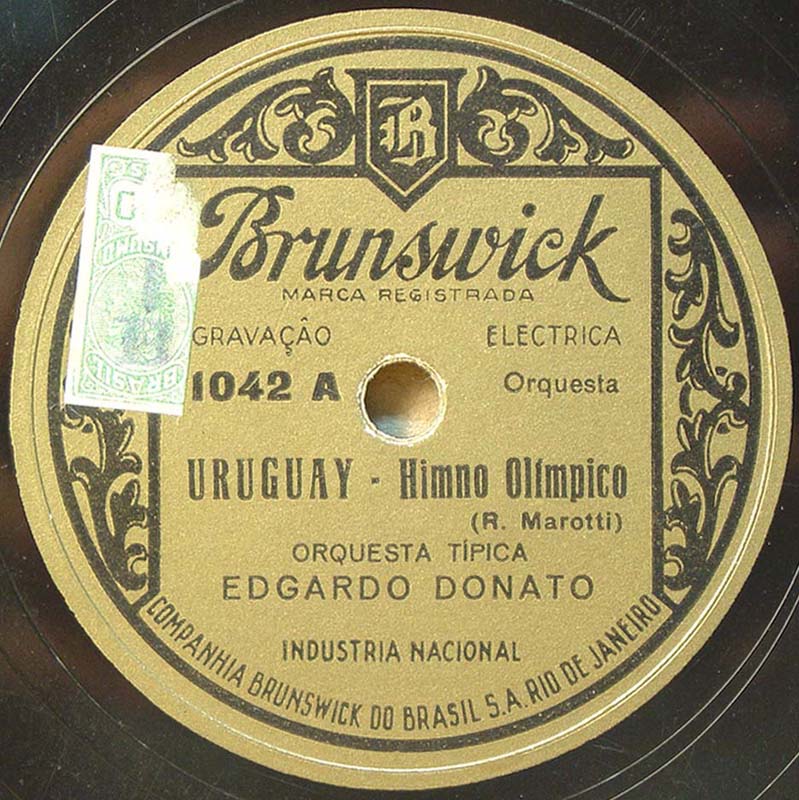 B
Brunswick
MARCA REGISTRADA
GRAVAÇÃO ELECTRICA
1042 A Orquesta
URUGUAY - Himno Olímpico
(R. Marotti)
ORQUESTA TÍPICA
EDGARDO DONATO
INDUSTRIA NACIONAL
COMPANHIA BRUNSWICK DO BRASIL S.A. RIO DE JANEIRO
BRASIL